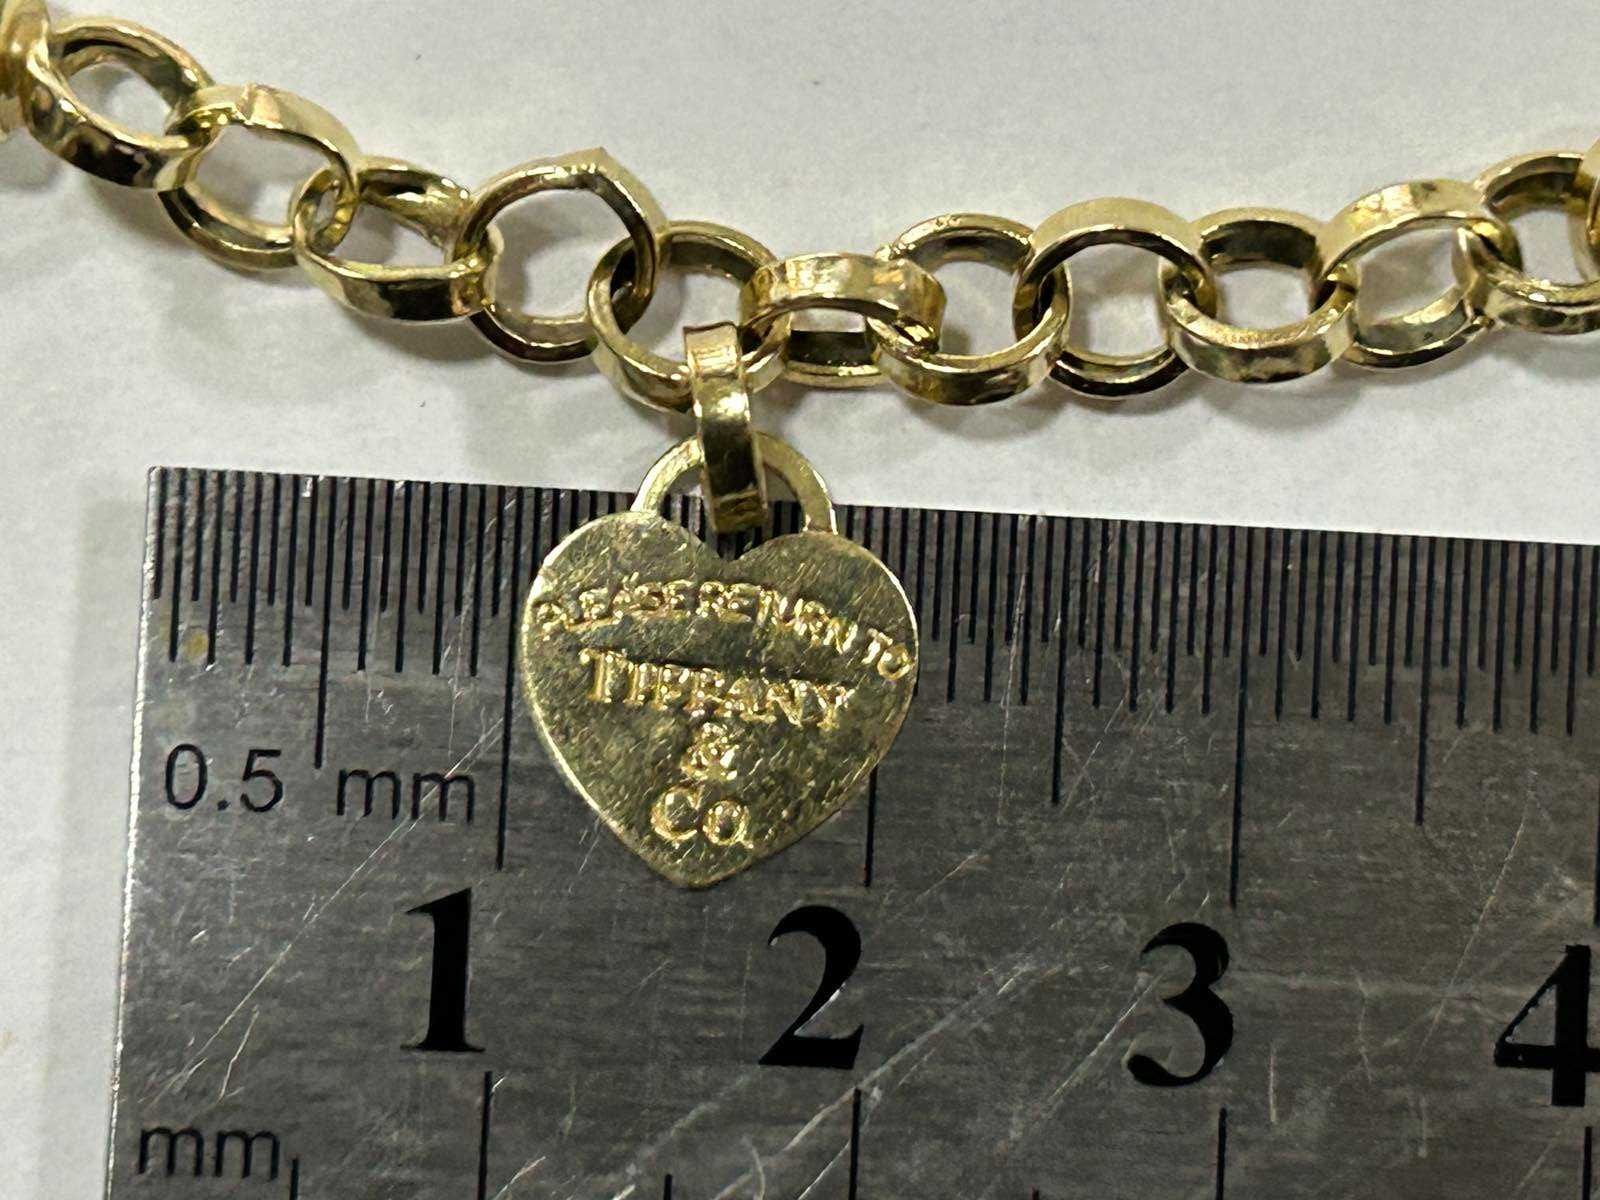 PLEASE RETURN TO
TIFFANY
&
CO.
0.5 mm
1 2 3 4
mm